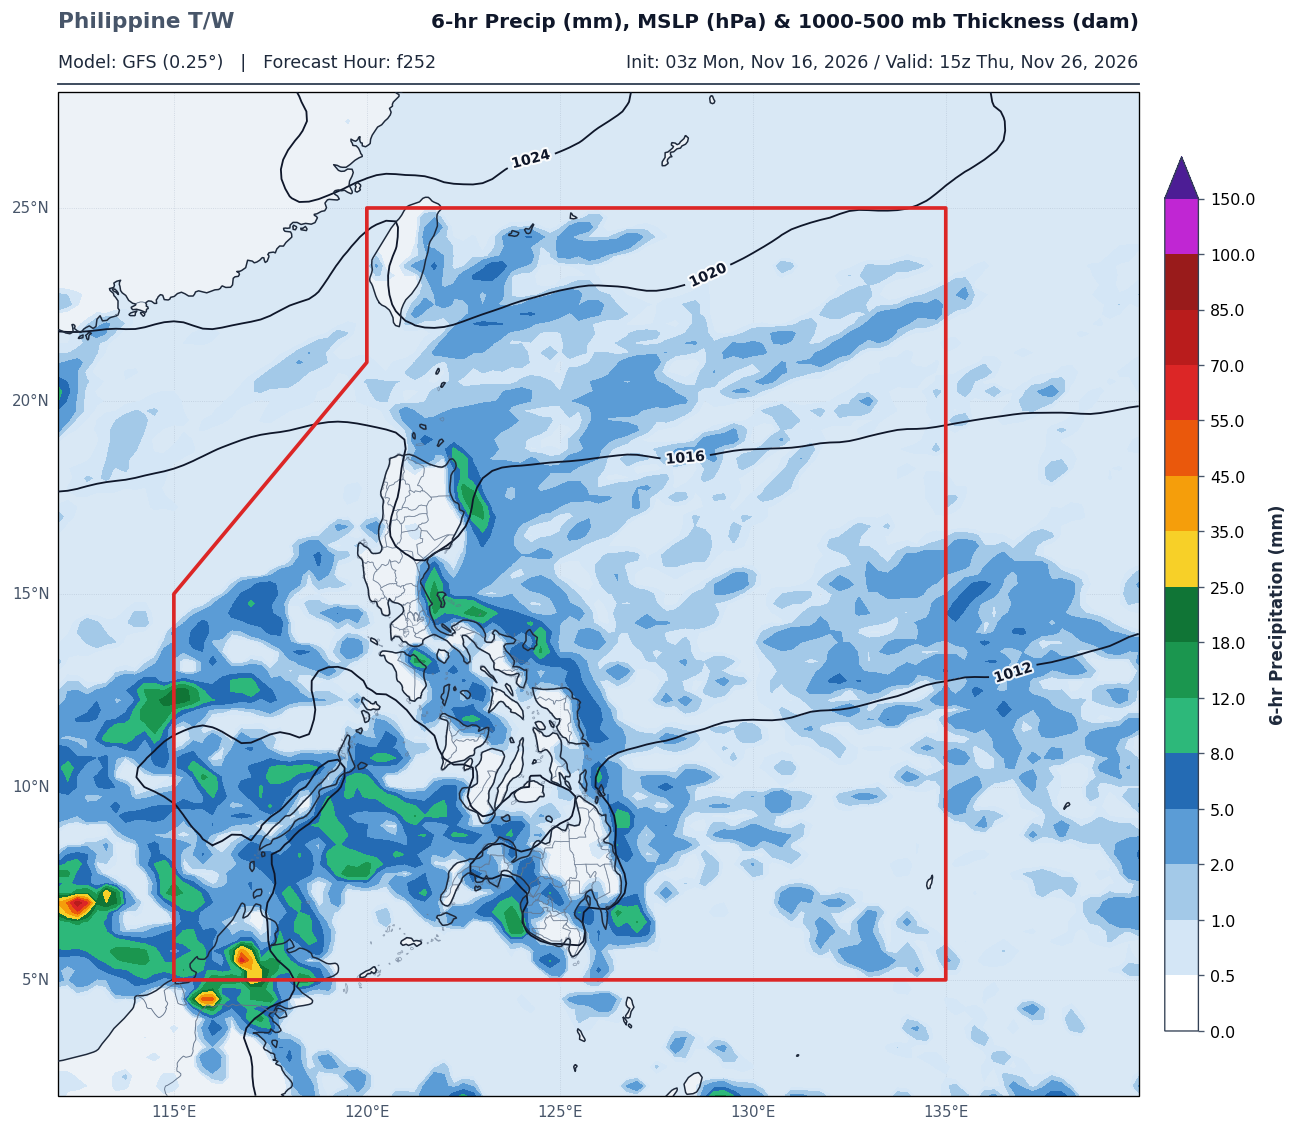 Philippine T/W
6-hr Precip (mm), MSLP (hPa) & 1000-500 mb Thickness (dam)
Model: GFS (0.25°) | Forecast Hour: f252
Init: 03z Mon, Nov 16, 2026 / Valid: 15z Thu, Nov 26, 2026
25°N
20°N
15°N
10°N
5°N
115°E
120°E
125°E
130°E
135°E
1024
1020
1016
1012
150.0
100.0
85.0
70.0
55.0
45.0
35.0
25.0
18.0
12.0
8.0
5.0
2.0
1.0
0.5
0.0
6-hr Precipitation (mm)